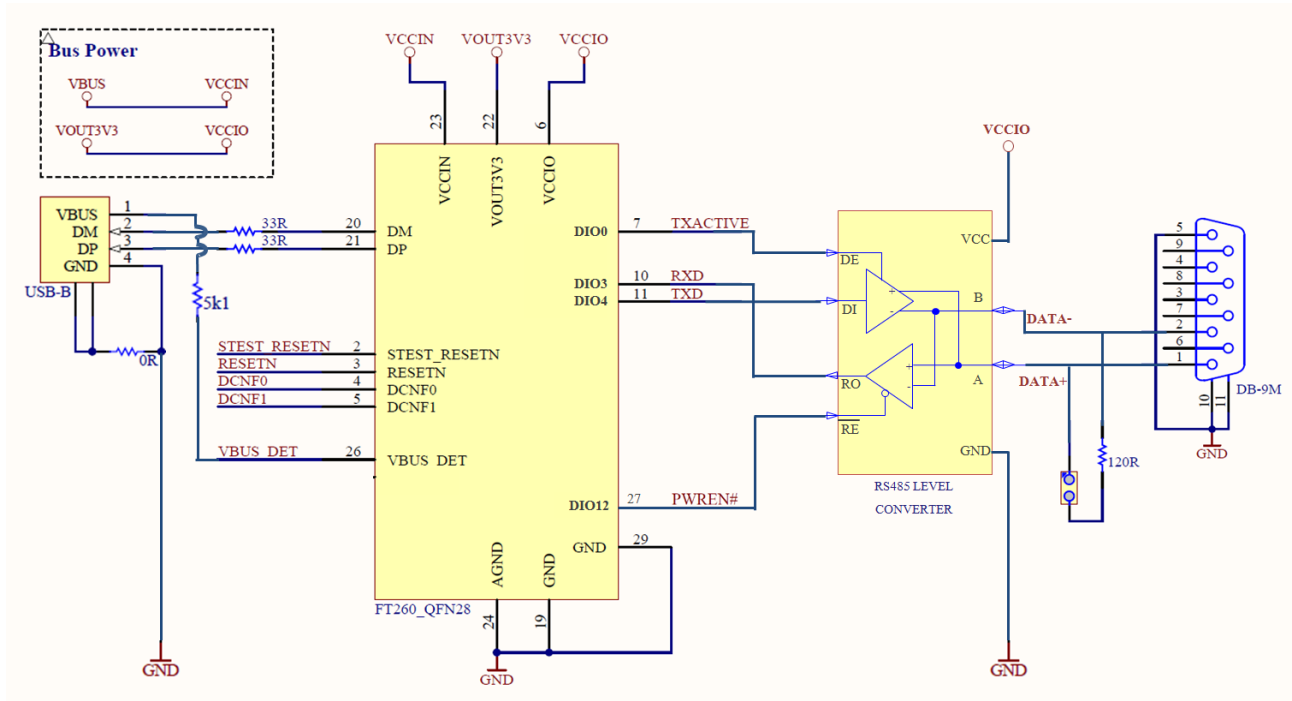 Bus Power
VBUS VCCIN
VOUT3V3 VCCIO
VCCIN VOUT3V3 VCCIO
23 22 6
VCCIN VOUT3V3 VCCIO
VBUS 1
DM 2
DP 3
GND 4
USB-B
33R
33R
5k1
0R
20 DM
21 DP
STEST_RESETN 2 STEST_RESETN
RESETN 3 RESETN
DCNF0 4 DCNF0
DCNF1 5 DCNF1
VBUS_DET 26 VBUS_DET
DIO0 7 TXACTIVE
DIO3 10 RXD
DIO4 11 TXD
DIO12 27 PWREN#
GND 29
AGND GND
24 19
FT260_QFN28
GND
GND
VCCIO
VCC
DE
DI
B
RO
A
RE
GND
+
-
+
-
RS485 LEVEL
CONVERTER
GND
DATA-
DATA+
120R
5
9
4
8
3
7
2
6
1
10 11
DB-9M
GND